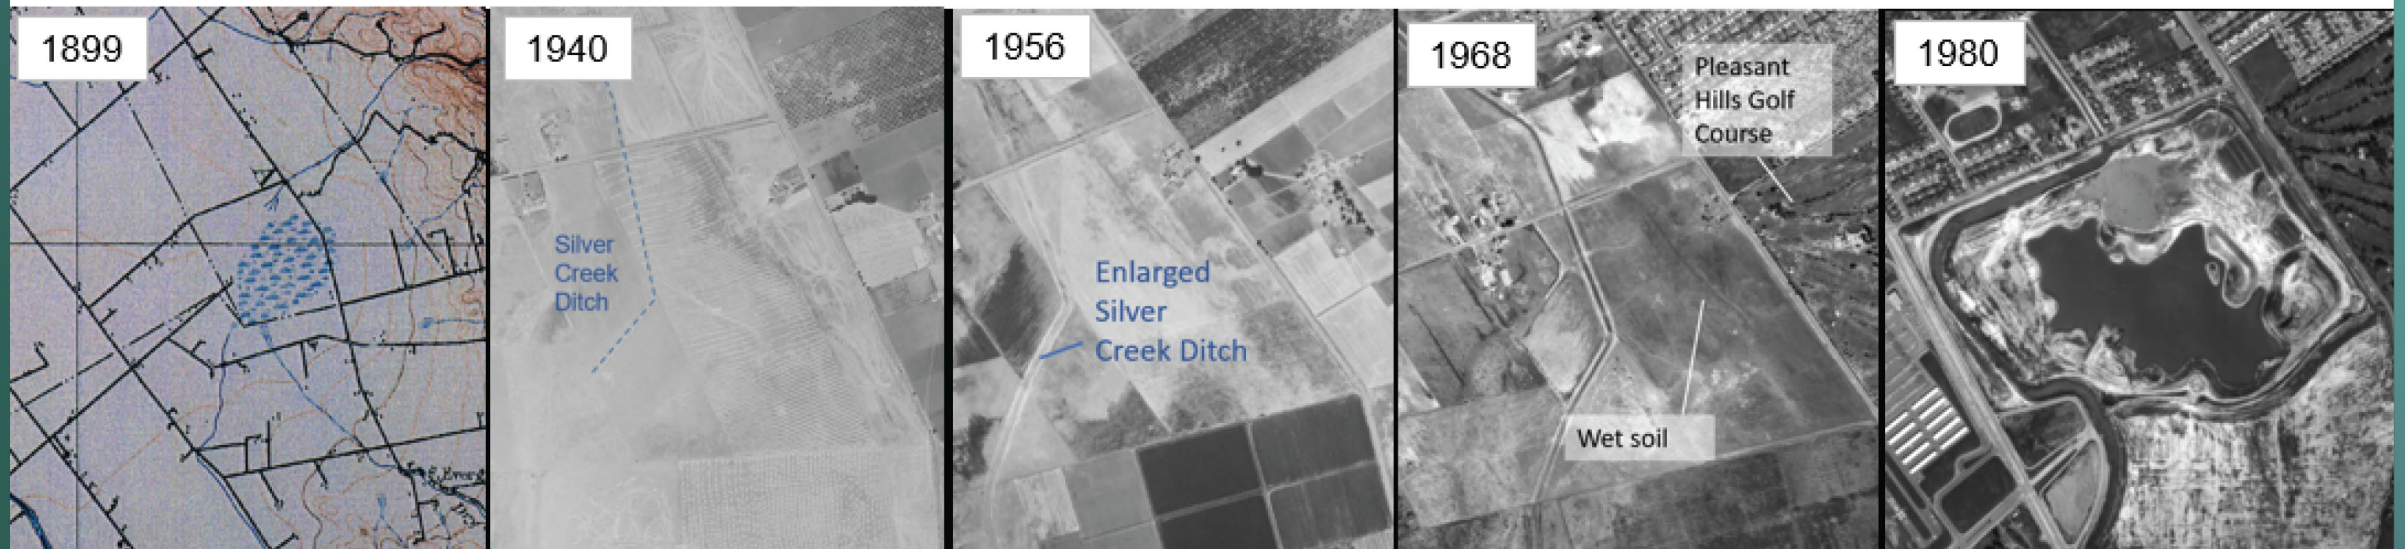 1899
1940
Silver
Creek
Ditch
1956
Enlarged
Silver
Creek Ditch
1968
Pleasant
Hills Golf
Course
Wet soil
1980